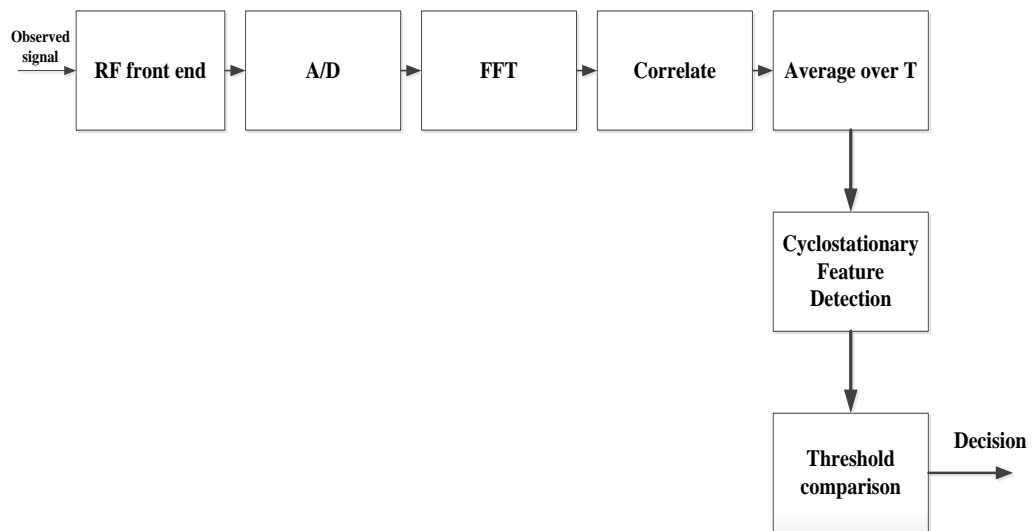 Observed
signal
RF front end
A/D
FFT
Correlate
Average over T
Cyclostationary
Feature
Detection
Threshold
comparison
Decision